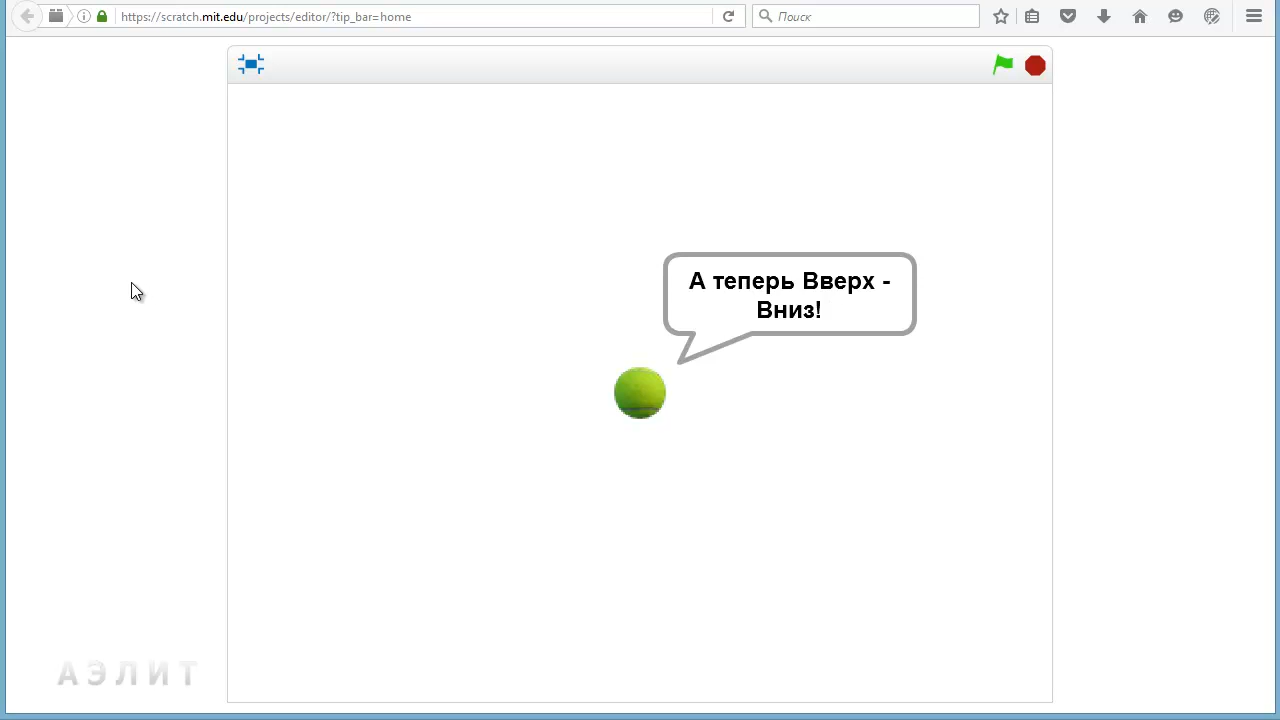 https://scratch.mit.edu/projects/editor/?tip_bar=home
Поиск
А теперь Вверх -
Вниз!
АЭЛИТ